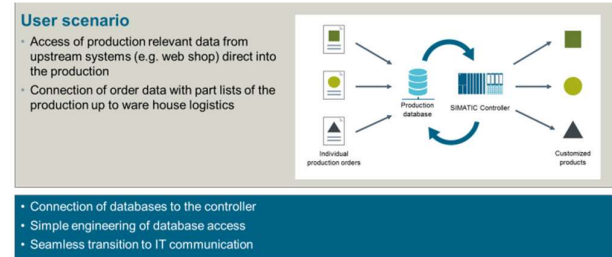 User scenario
• Access of production relevant data from
upstream systems (e.g. web shop) direct into
the production
• Connection of order data with part lists of the
production up to ware house logistics
Individual
production orders
Production
database
SIMATIC Controller
Customized
products
• Connection of databases to the controller
• Simple engineering of database access
• Seamless transition to IT communication